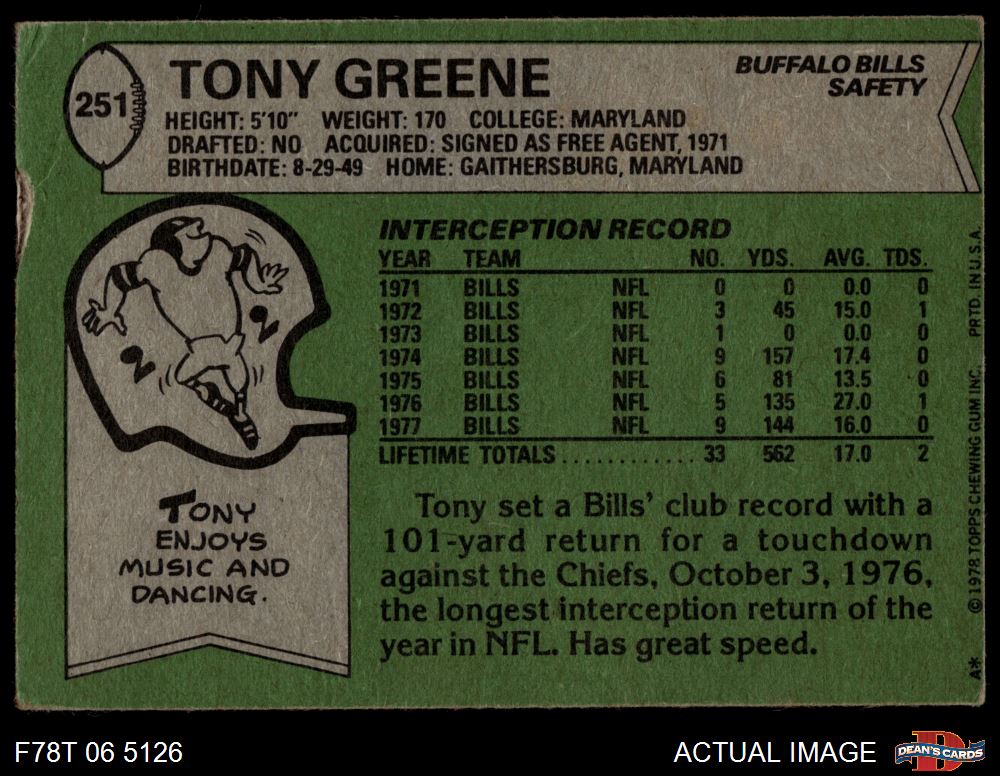 251
TONY GREENE
BUFFALO BILLS
SAFETY
HEIGHT: 5'10" WEIGHT: 170 COLLEGE: MARYLAND
DRAFTED: NO ACQUIRED: SIGNED AS FREE AGENT, 1971
BIRTHDATE: 8-29-49 HOME: GAITHERSBURG, MARYLAND
INTERCEPTION RECORD
YEAR TEAM NO. YDS. AVG. TDS.
1971 BILLS NFL 0 0 0.0 0
1972 BILLS NFL 3 45 15.0 1
1973 BILLS NFL 1 0 0.0 0
1974 BILLS NFL 9 157 17.4 0
1975 BILLS NFL 6 81 13.5 0
1976 BILLS NFL 5 135 27.0 1
1977 BILLS NFL 9 144 16.0 0
LIFETIME TOTALS............. 33 562 17.0 2
TONY
ENJOYS
MUSIC AND
DANCING.
Tony set a Bills' club record with a
101-yard return for a touchdown
against the Chiefs, October 3, 1976,
the longest interception return of the
year in NFL. Has great speed.
A* © 1978 TOPPS CHEWING GUM INC. PRTD. IN U.S.A.
F78T 06 5126
ACTUAL IMAGE
D
DEAN'S CARDS